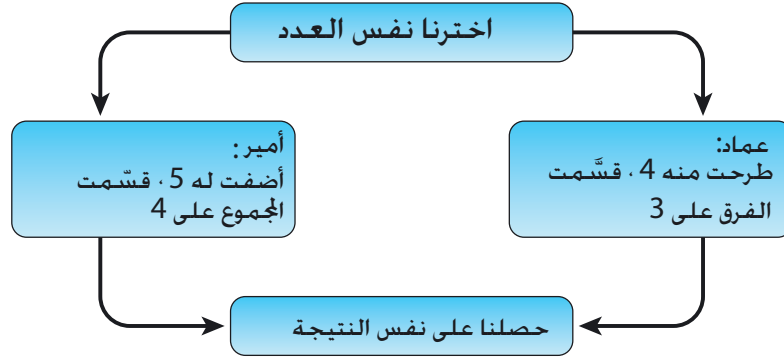 اخترنا نفس العدد
عماد:
طرحت منه 4 ، قسَّمت
الفرق على 3
أمير:
أضفت له 5 ، قسّمت
المجموع على 4
حصلنا على نفس النتيجة